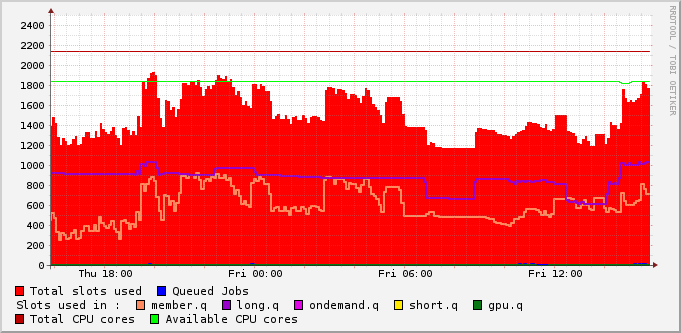 2400
2200
2000
1800
1600
1400
1200
1000
800
600
400
200
0
Thu 18:00 Fri 00:00 Fri 06:00 Fri 12:00
Total slots used Queued Jobs
Slots used in : member.q long.q ondemand.q short.q gpu.q
Total CPU cores Available CPU cores
RRDTOOL / TOBI OETIKER